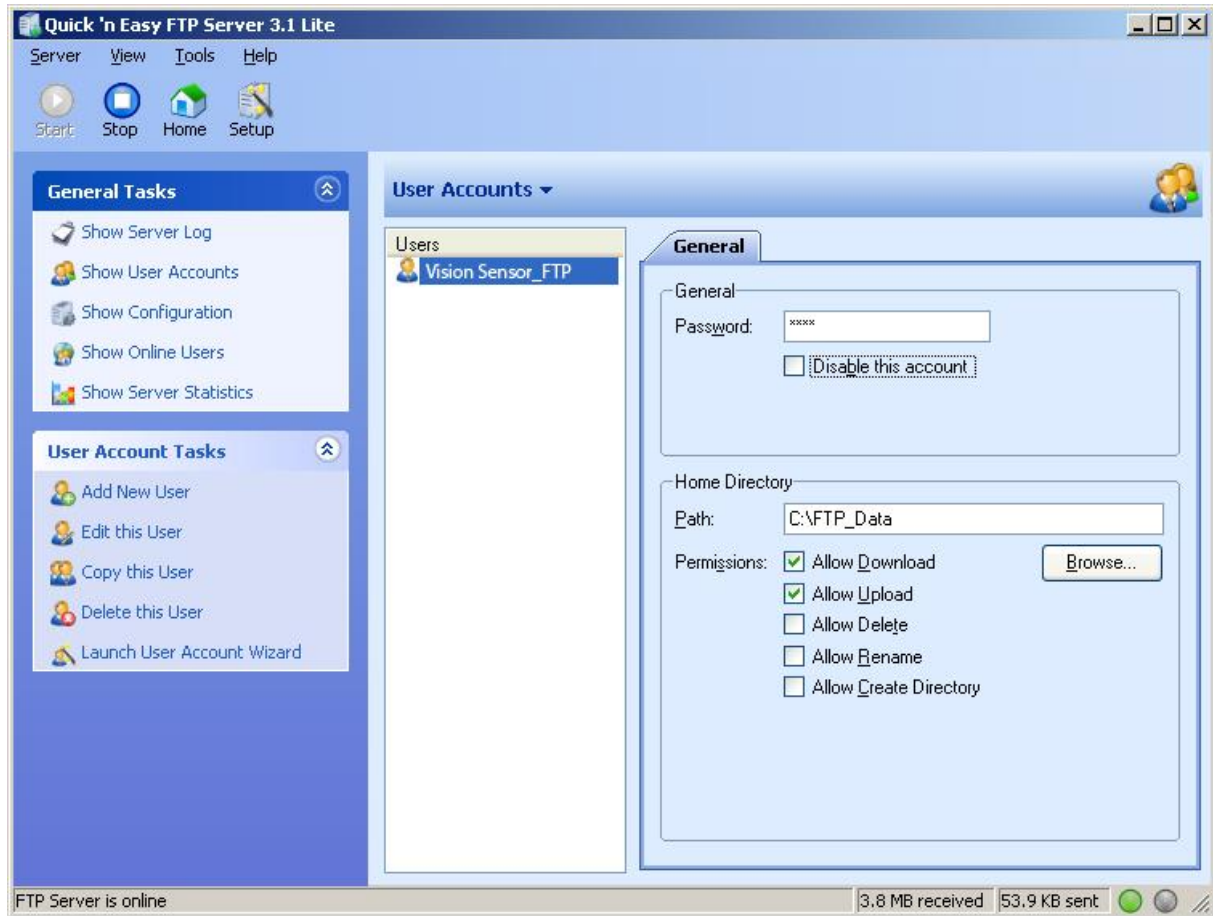 Quick 'n Easy FTP Server 3.1 Lite
Server View Tools Help
Start Stop Home Setup
General Tasks
Show Server Log
Show User Accounts
Show Configuration
Show Online Users
Show Server Statistics
User Account Tasks
Add New User
Edit this User
Copy this User
Delete this User
Launch User Account Wizard
User Accounts
Users
Vision Sensor_FTP
General
General
Password: ****
Disable this account
Home Directory
Path: C:\FTP_Data
Permissions: Allow Download Browse...
Allow Upload
Allow Delete
Allow Rename
Allow Create Directory
FTP Server is online 3.8 MB received 53.9 KB sent